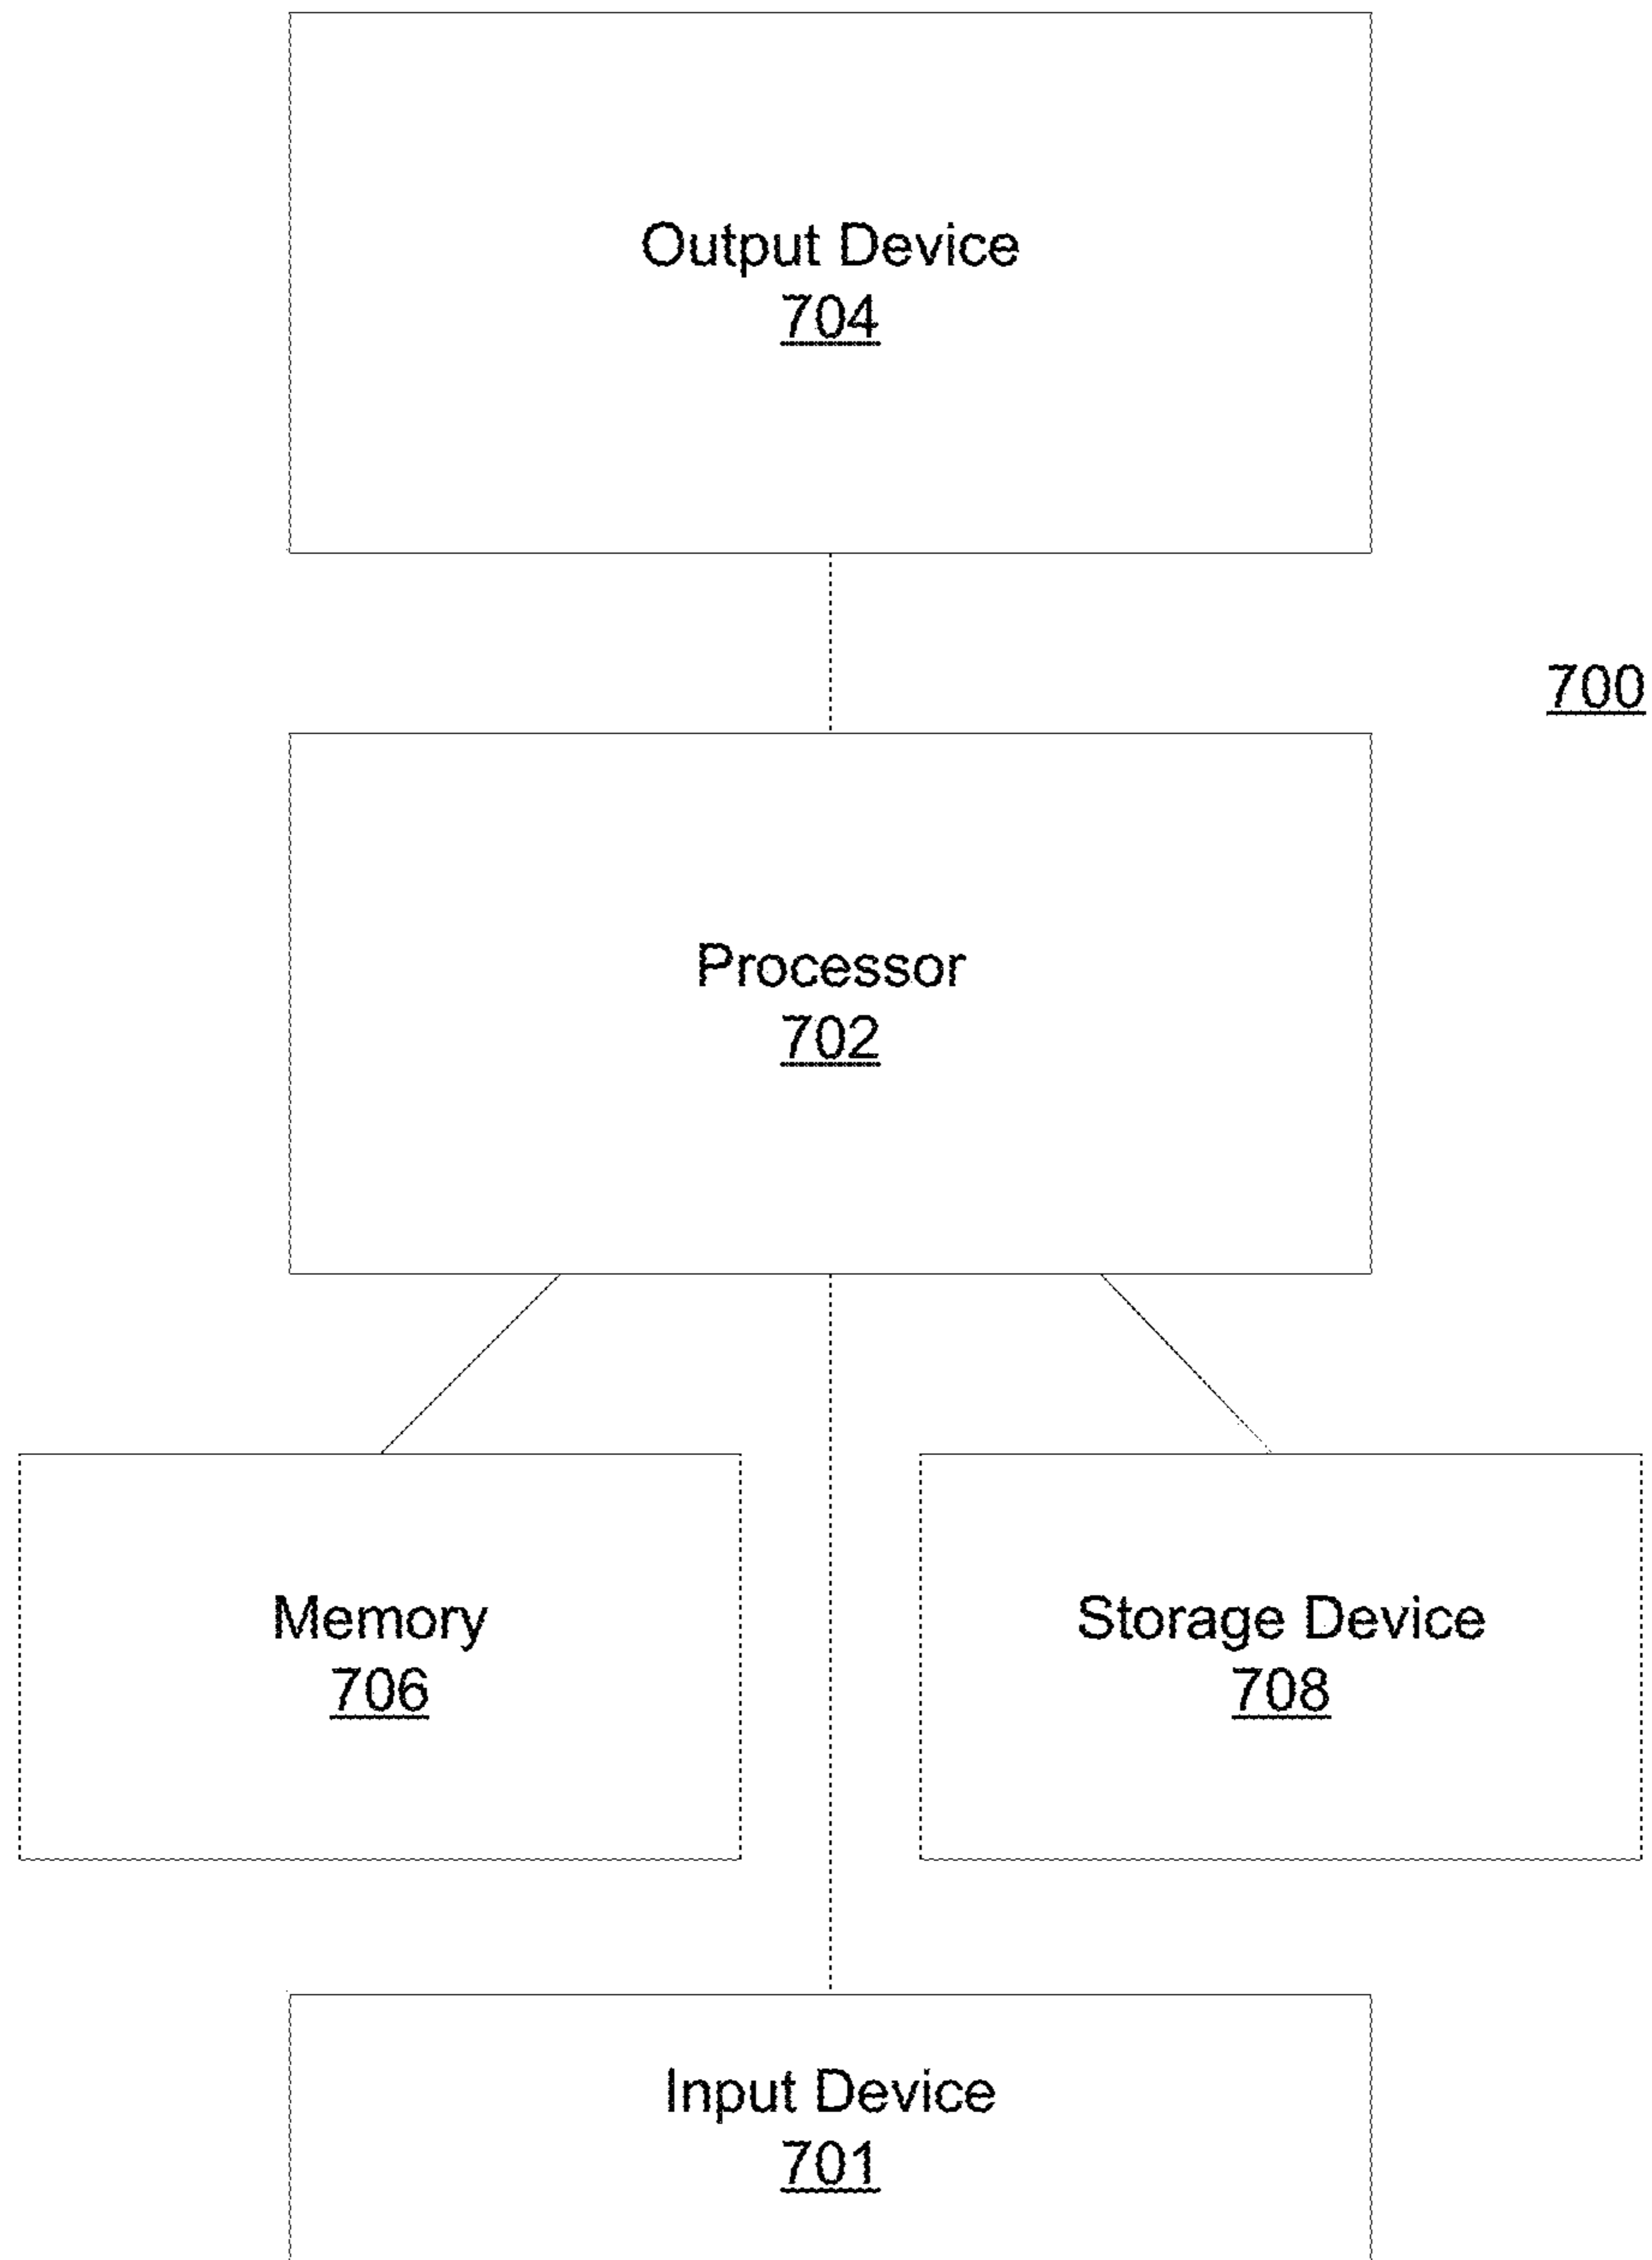 Output Device
704
700
Processor
702
Memory
706
Storage Device
708
Input Device
701